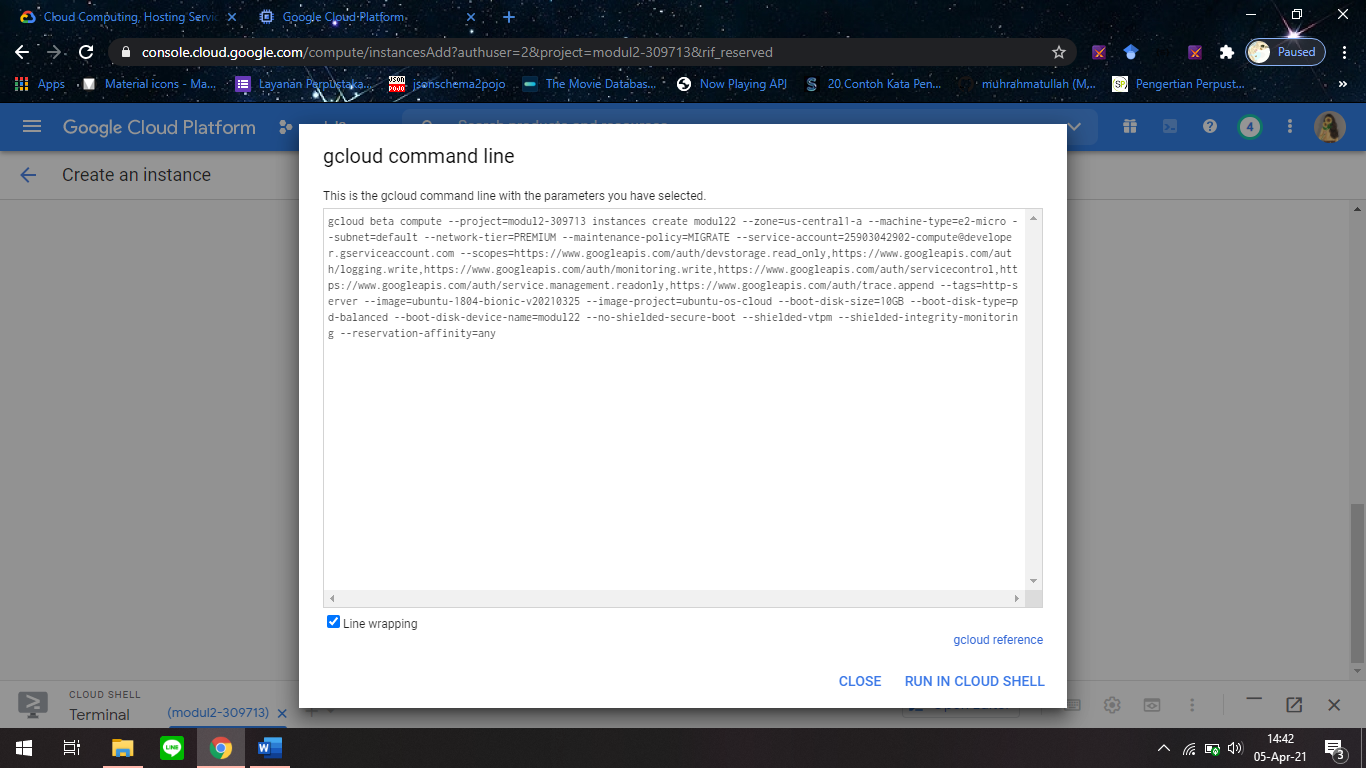 Cloud Computing, Hosting Servic
Google Cloud Platform
console.cloud.google.com/compute/instancesAdd?authuser=2&project=modul2-309713&rif_reserved
Paused
Apps
Material icons - Ma...
Layanan Perpustaka...
jsonschema2pojo
The Movie Databas...
Now Playing API
20 Contoh Kata Pen...
muhrahmatullah (M,...
Pengertian Perpust...
»
Google Cloud Platform
4
Create an instance
gcloud command line
This is the gcloud command line with the parameters you have selected.
gcloud beta compute --project=modul2-309713 instances create modul22 --zone=us-central1-a --machine-type=e2-micro -
-subnet=default --network-tier=PREMIUM --maintenance-policy=MIGRATE --service-account=25903042902-compute@develope
r.gserviceaccount.com --scopes=https://www.googleapis.com/auth/devstorage.read_only,https://www.googleapis.com/aut
h/logging.write,https://www.googleapis.com/auth/monitoring.write,https://www.googleapis.com/auth/servicecontrol,htt
ps://www.googleapis.com/auth/service.management.readonly,https://www.googleapis.com/auth/trace.append --tags=http-s
erver --image=ubuntu-1804-bionic-v20210325 --image-project=ubuntu-os-cloud --boot-disk-size=10GB --boot-disk-type=p
d-balanced --boot-disk-device-name=modul22 --no-shielded-secure-boot --shielded-vtpm --shielded-integrity-monitorin
g --reservation-affinity=any
Line wrapping
gcloud reference
CLOSE
RUN IN CLOUD SHELL
CLOUD SHELL
Terminal
(modul2-309713)
LINE
14:42
05-Apr-21
3